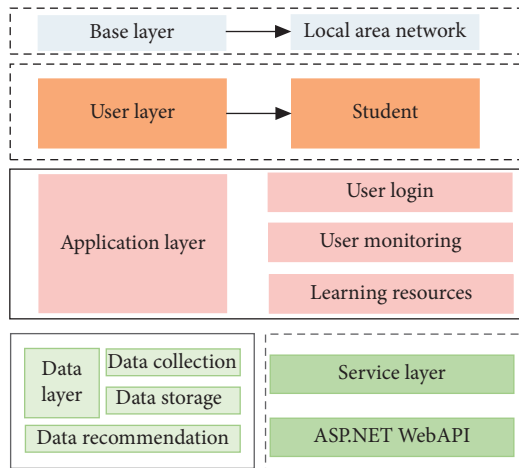 Base layer
Local area network
User layer
Student
Application layer
User login
User monitoring
Learning resources
Data
layer
Data collection
Data storage
Data recommendation
Service layer
ASP.NET WebAPI